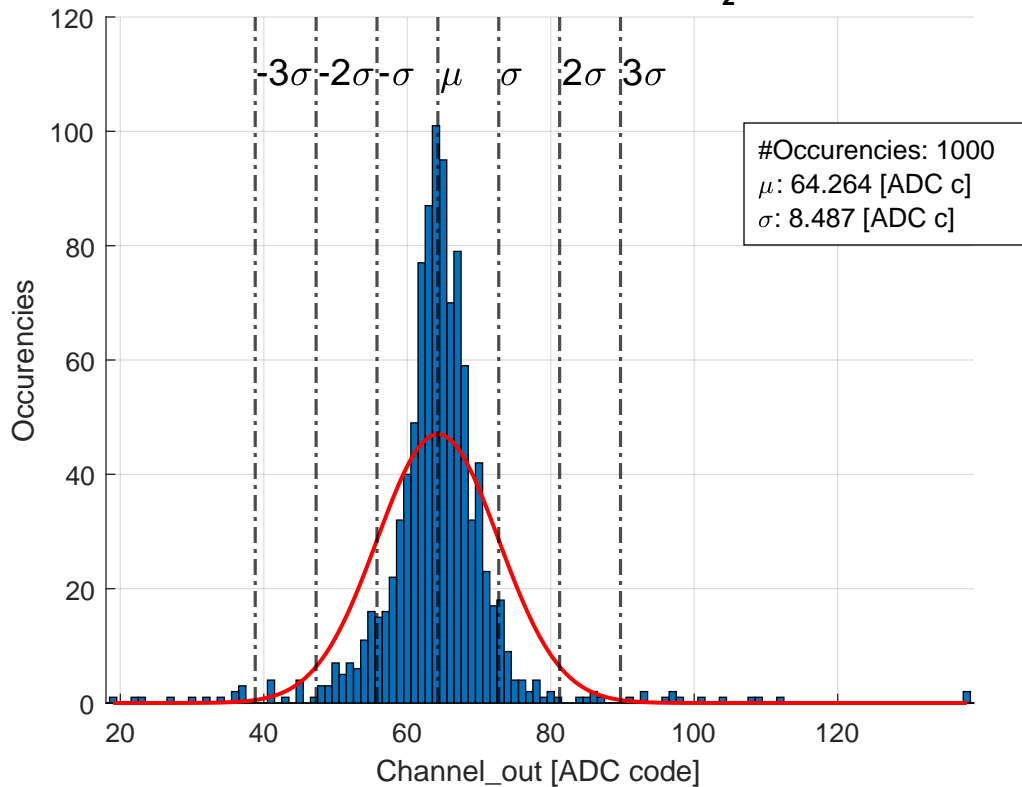 2
120
100
80
60
40
20
0
-3σ -2σ -σ μ σ 2σ 3σ
#Occurencies: 1000
μ: 64.264 [ADC c]
σ: 8.487 [ADC c]
Occurencies
20 40 60 80 100 120
Channel_out [ADC code]